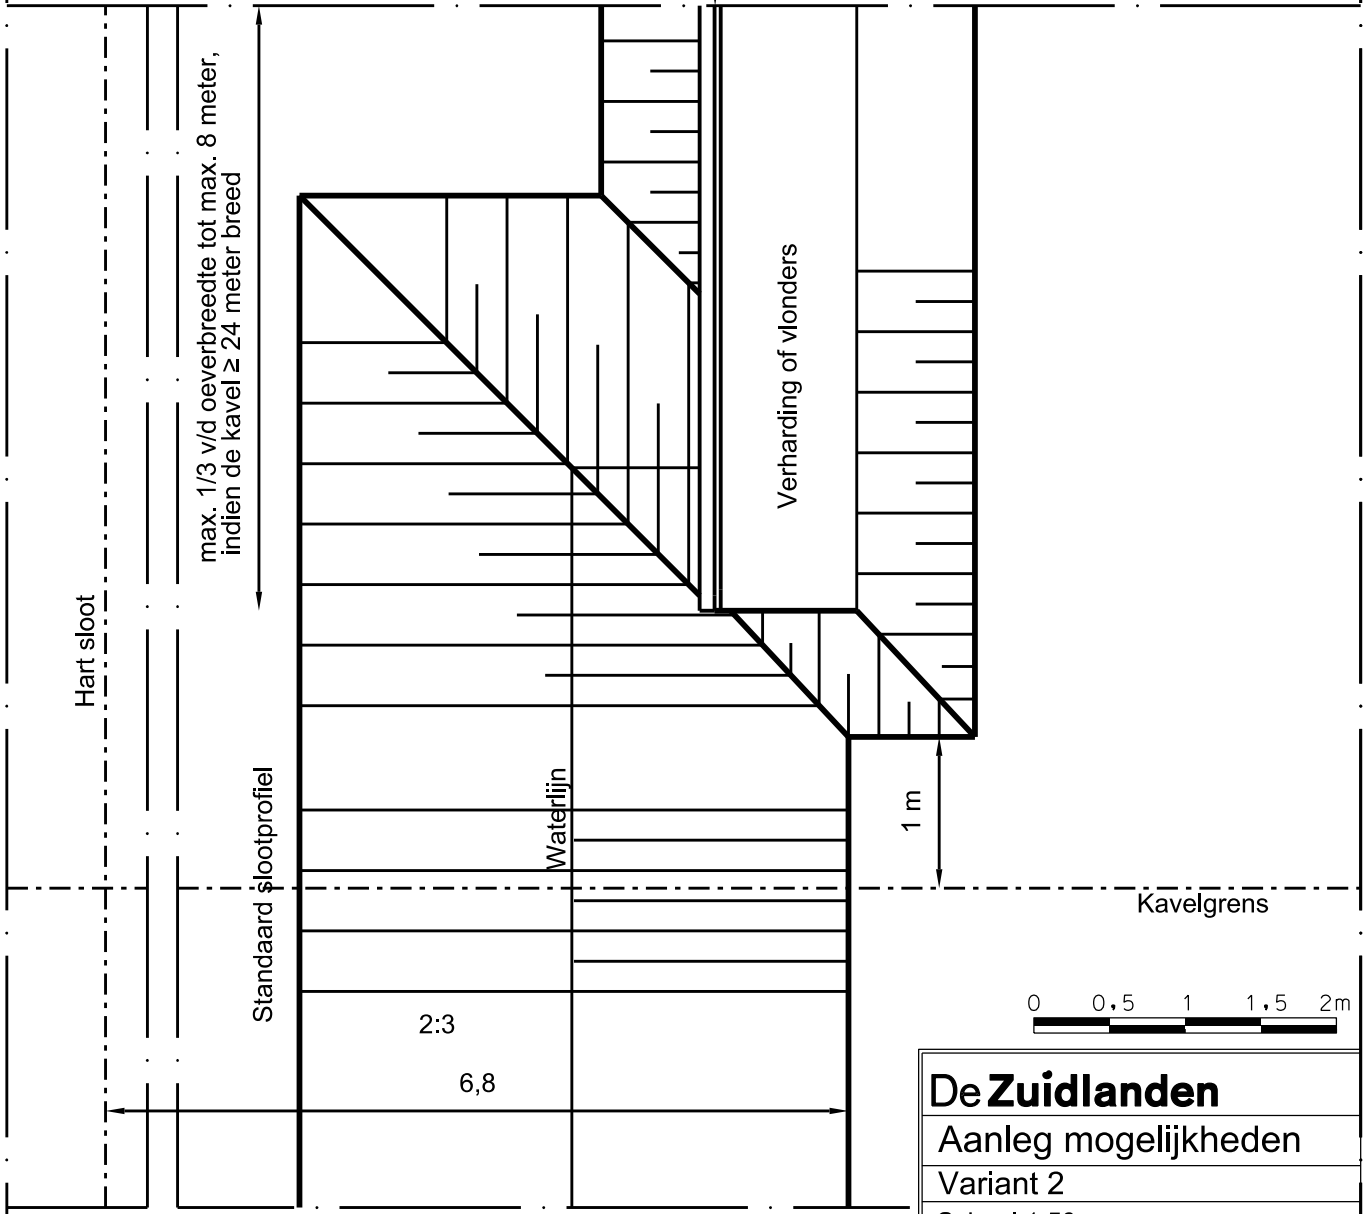 max. 1/3 v/d oeverbreedte tot max. 8 meter,
indien de kavel ≥ 24 meter breed
Verharding of vlonders
Hart sloot
Standaard slootprofiel
Waterlijn
1 m
Kavelgrens
2:3
6,8
0 0,5 1 1,5 2m
De Zuidlanden
Aanleg mogelijkheden
Variant 2